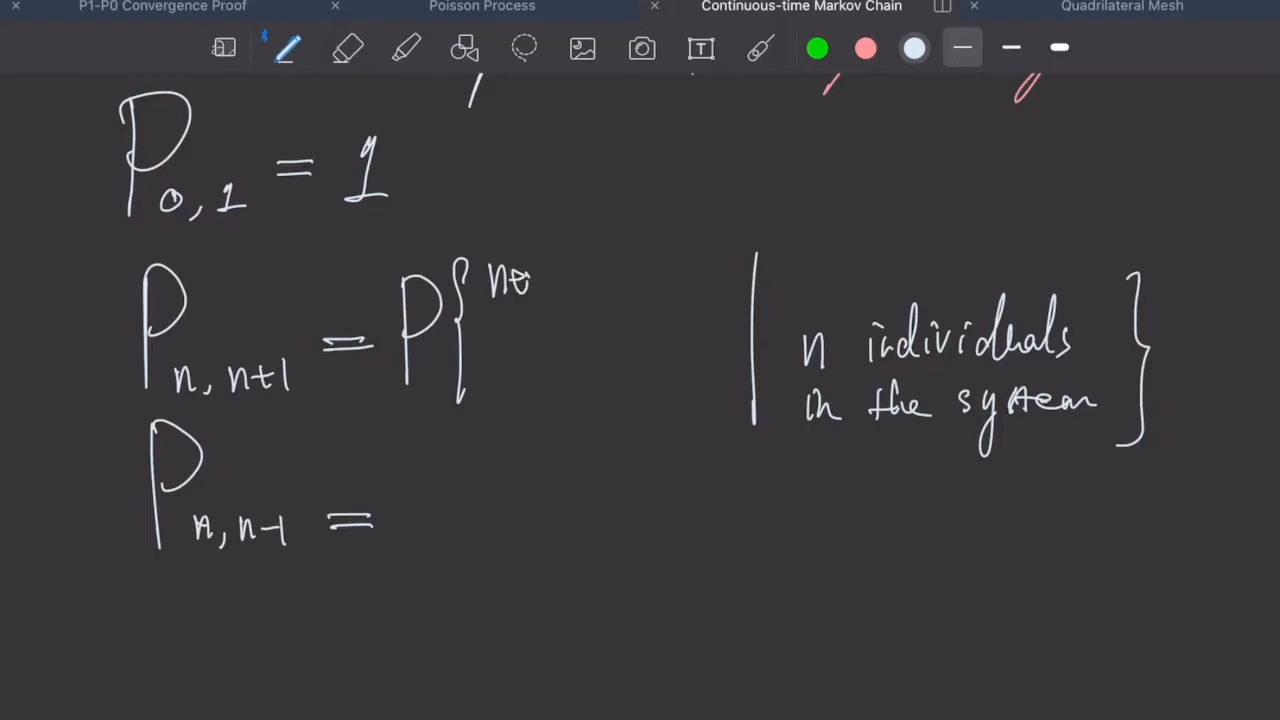 P1-P0 Convergence Proof Poisson Process Continuous-time Markov Chain Quadrilateral Mesh
P0,1 = 1
Pn, n+1 = P{ | n individuals in the system }
Pn, n-1 =